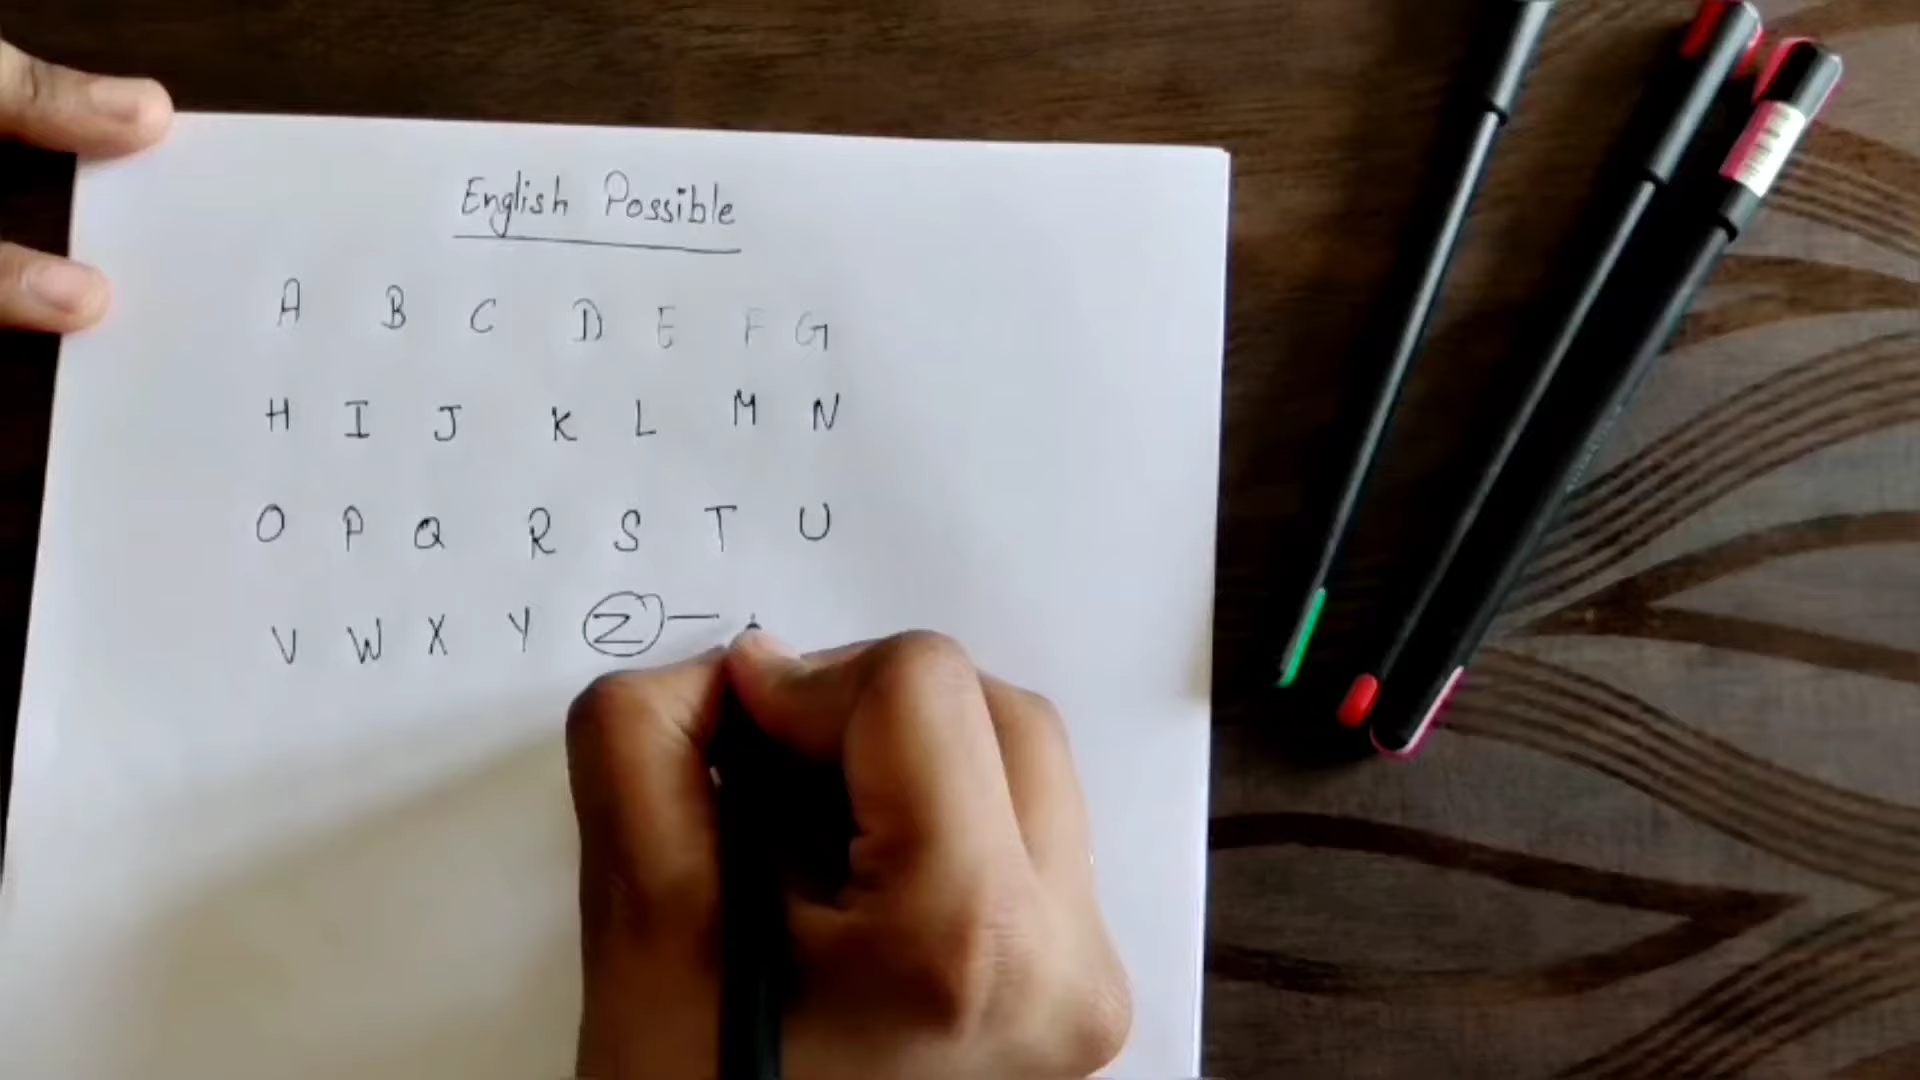 English Possible
A B C D E F G
H I J K L M N
O P Q R S T U
V W X Y Z —